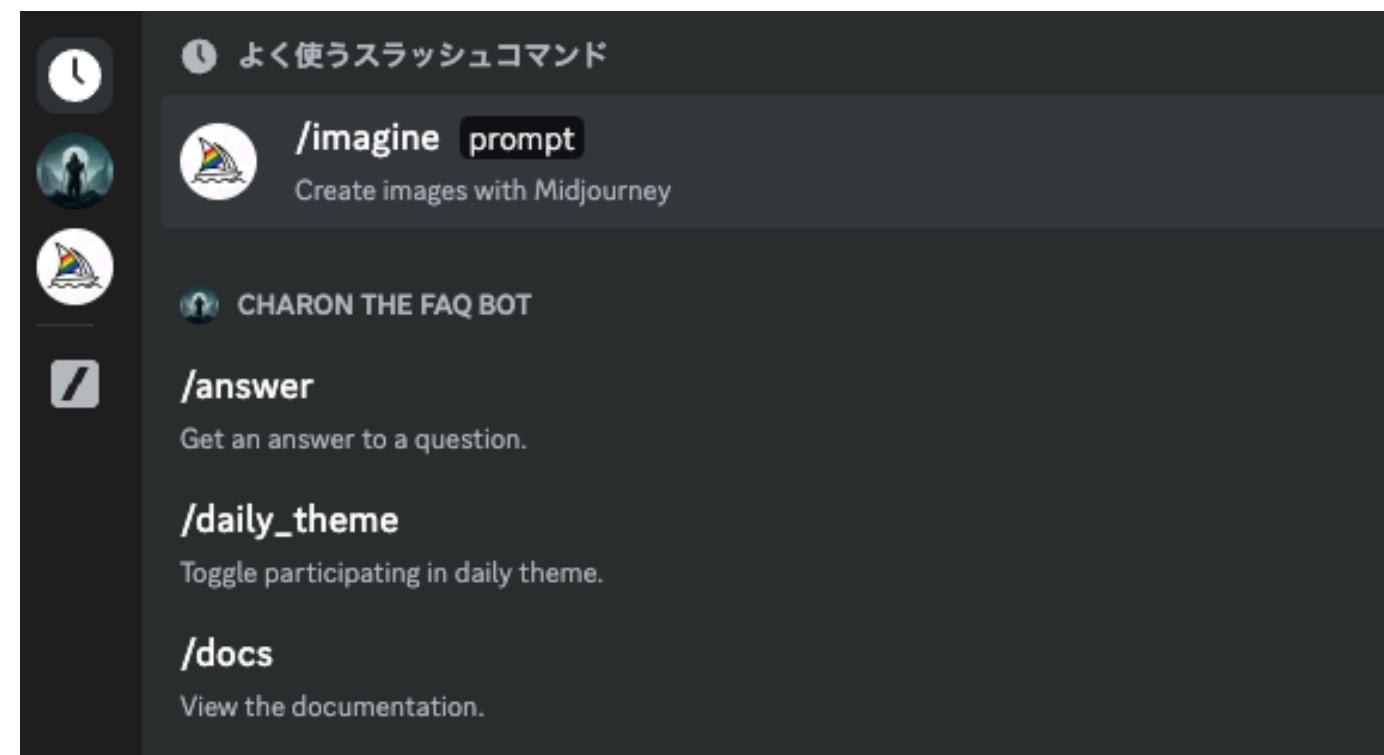 よく使うスラッシュコマンド
/imagine prompt
Create images with Midjourney
CHARON THE FAQ BOT
/answer
Get an answer to a question.
/daily_theme
Toggle participating in daily theme.
/docs
View the documentation.